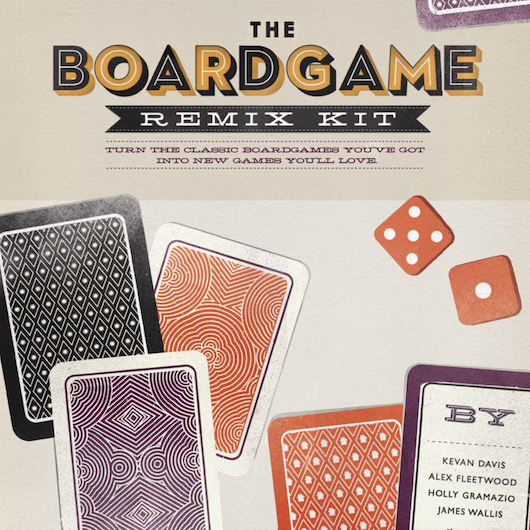 THE
BOARDGAME
REMIX KIT
TURN THE CLASSIC BOARDGAMES YOU'VE GOT
INTO NEW GAMES YOU'LL LOVE.
BY
KEVAN DAVIS
ALEX FLEETWOOD
HOLLY GRAMAZIO
JAMES WALLIS